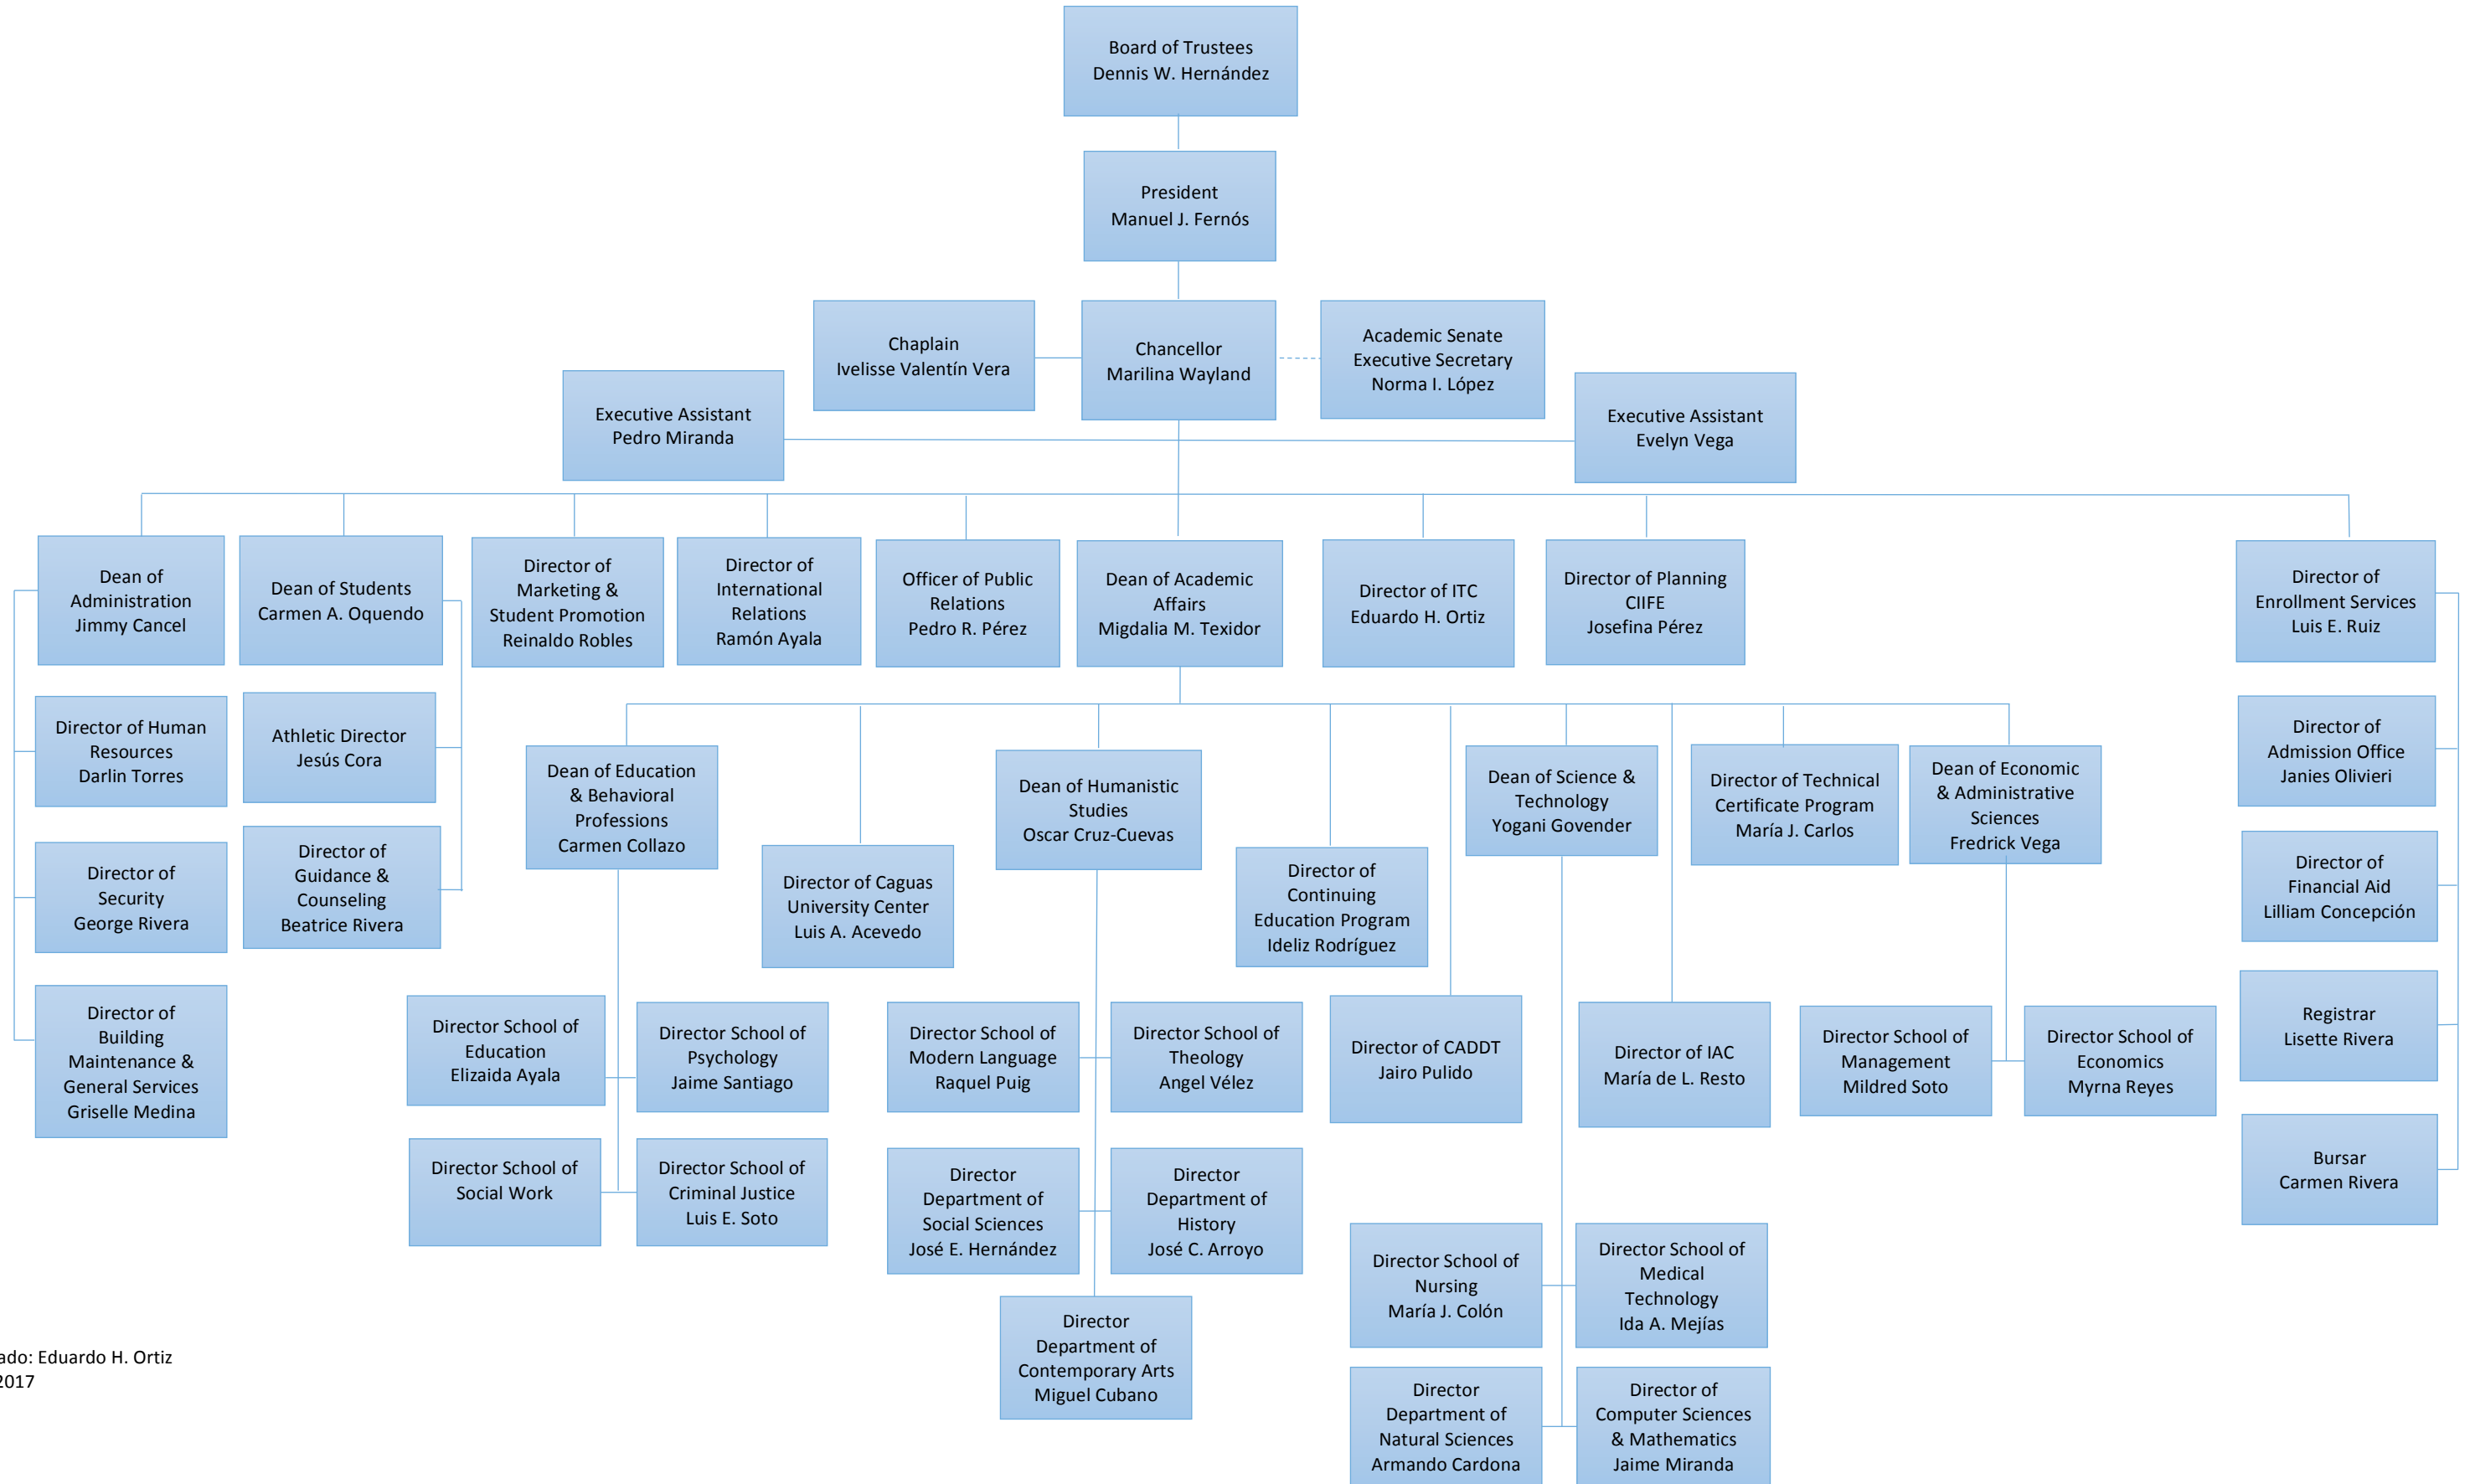 Board of Trustees
Dennis W. Hernández
President
Manuel J. Fernós
Chaplain
Ivelisse Valentín Vera
Chancellor
Marilina Wayland
Academic Senate
Executive Secretary
Norma I. López
Executive Assistant
Pedro Miranda
Executive Assistant
Evelyn Vega
Dean of
Administration
Jimmy Cancel
Dean of Students
Carmen A. Oquendo
Director of
Marketing &
Student Promotion
Reinaldo Robles
Director of
International
Relations
Ramón Ayala
Officer of Public
Relations
Pedro R. Pérez
Dean of Academic
Affairs
Migdalia M. Texidor
Director of ITC
Eduardo H. Ortiz
Director of Planning
CIIFE
Josefina Pérez
Director of
Enrollment Services
Luis E. Ruiz
Director of Human
Resources
Darlin Torres
Athletic Director
Jesús Cora
Dean of Education
& Behavioral
Professions
Carmen Collazo
Director of Caguas
University Center
Luis A. Acevedo
Dean of Humanistic
Studies
Oscar Cruz-Cuevas
Director of
Continuing
Education Program
Ideliz Rodríguez
Dean of Science &
Technology
Yogani Govender
Director of Technical
Certificate Program
María J. Carlos
Dean of Economic
& Administrative
Sciences
Fredrick Vega
Director of
Admission Office
Janies Olivieri
Director of
Security
George Rivera
Director of
Guidance &
Counseling
Beatrice Rivera
Director of
Financial Aid
Lilliam Concepción
Director of
Building
Maintenance &
General Services
Griselle Medina
Director School of
Education
Elizaida Ayala
Director School of
Psychology
Jaime Santiago
Director School of
Modern Language
Raquel Puig
Director School of
Theology
Angel Vélez
Director of CADDT
Jairo Pulido
Director of IAC
María de L. Resto
Director School of
Management
Mildred Soto
Director School of
Economics
Myrna Reyes
Registrar
Lisette Rivera
Director School of
Social Work
Director School of
Criminal Justice
Luis E. Soto
Director
Department of
Social Sciences
José E. Hernández
Director
Department of
History
José C. Arroyo
Bursar
Carmen Rivera
Director School of
Nursing
María J. Colón
Director School of
Medical
Technology
Ida A. Mejías
Director
Department of
Contemporary Arts
Miguel Cubano
Director
Department of
Natural Sciences
Armando Cardona
Director of
Computer Sciences
& Mathematics
Jaime Miranda
ado: Eduardo H. Ortiz
2017